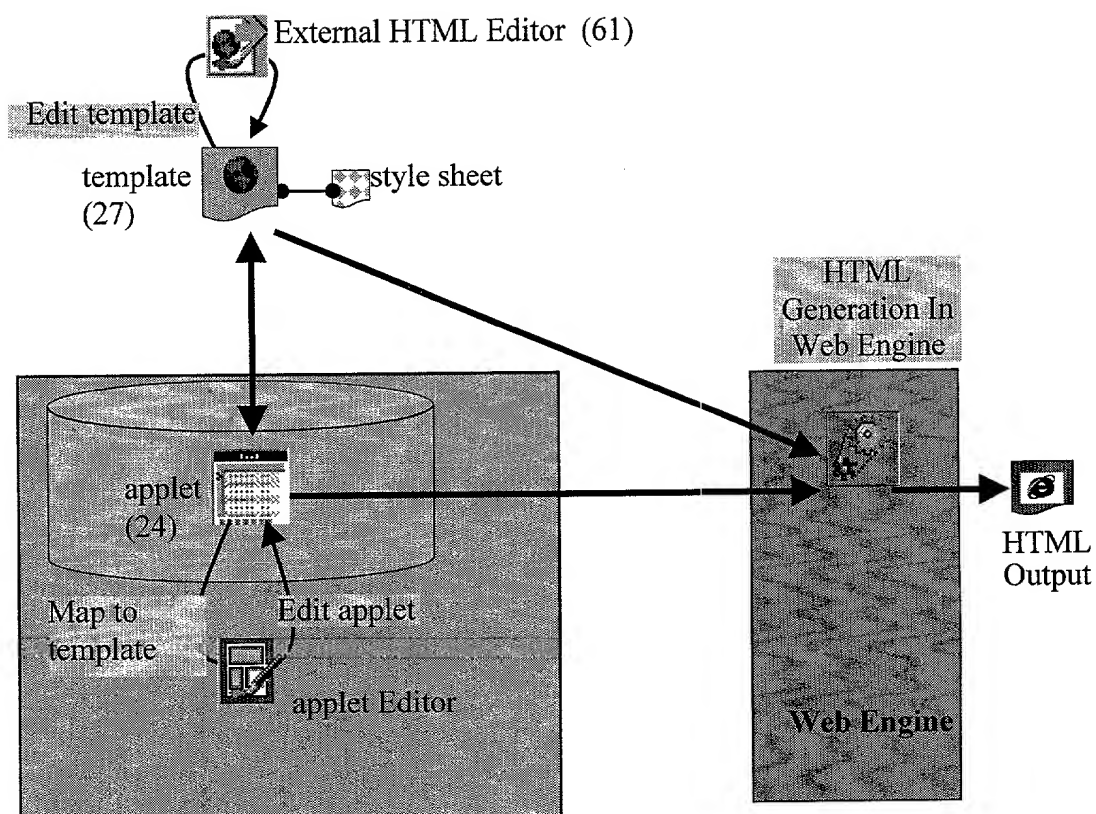 External HTML Editor (61)
Edit template
template
(27)
style sheet
HTML
Generation In
Web Engine
applet
(24)
HTML
Output
Map to
template
Edit applet
applet Editor
Web Engine